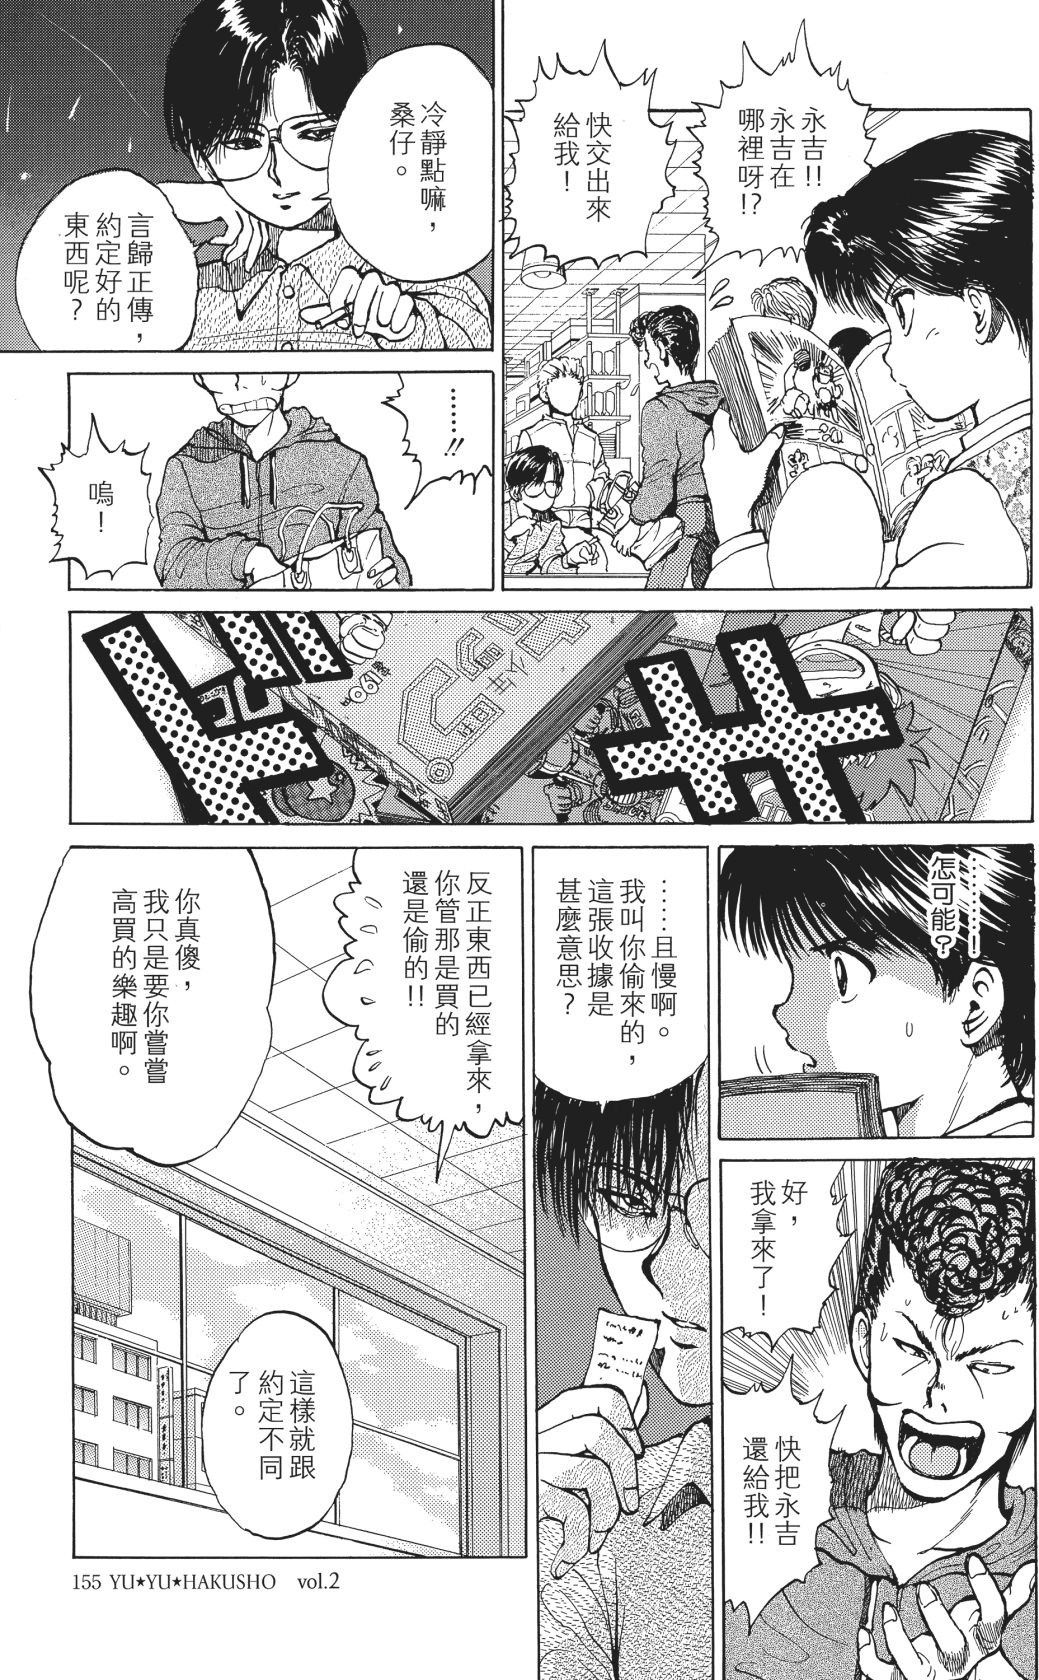 永吉!!
永吉在
哪裡呀!?
快交出來
給我！
冷靜點嘛，
桑仔。
言歸正傳，
約定好的
東西呢？
……!!
嗚！
ドサ
…………！
怎可能？
好，
我拿來了！
快把永吉
還給我!!
……且慢啊。
我叫你偷來的，
這張收據是
甚麼意思？
反正東西已經拿來，
你管那是買的
還是偷的!!
你真傻，
我只是要你嘗嘗
高買的樂趣啊。
這樣就跟
約定不同
了。
155 YU★YU★HAKUSHO vol.2